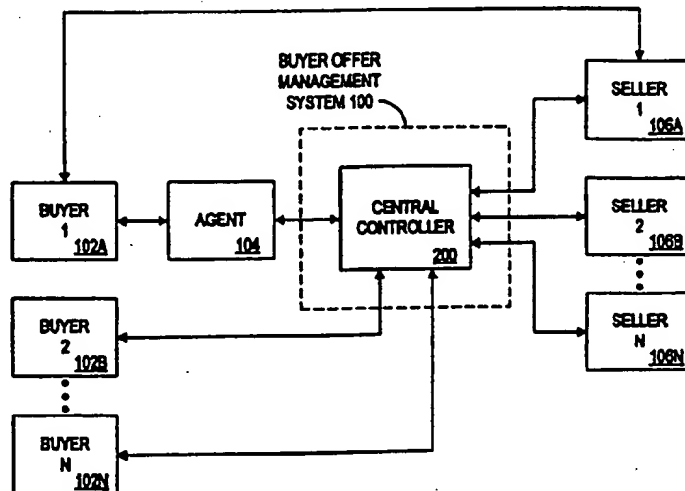 BUYER OFFER
MANAGEMENT
SYSTEM 100
SELLER
1
106A
BUYER
1
102A
AGENT
104
CENTRAL
CONTROLLER
200
SELLER
2
106B
BUYER
2
102B
SELLER
N
106N
BUYER
N
102N